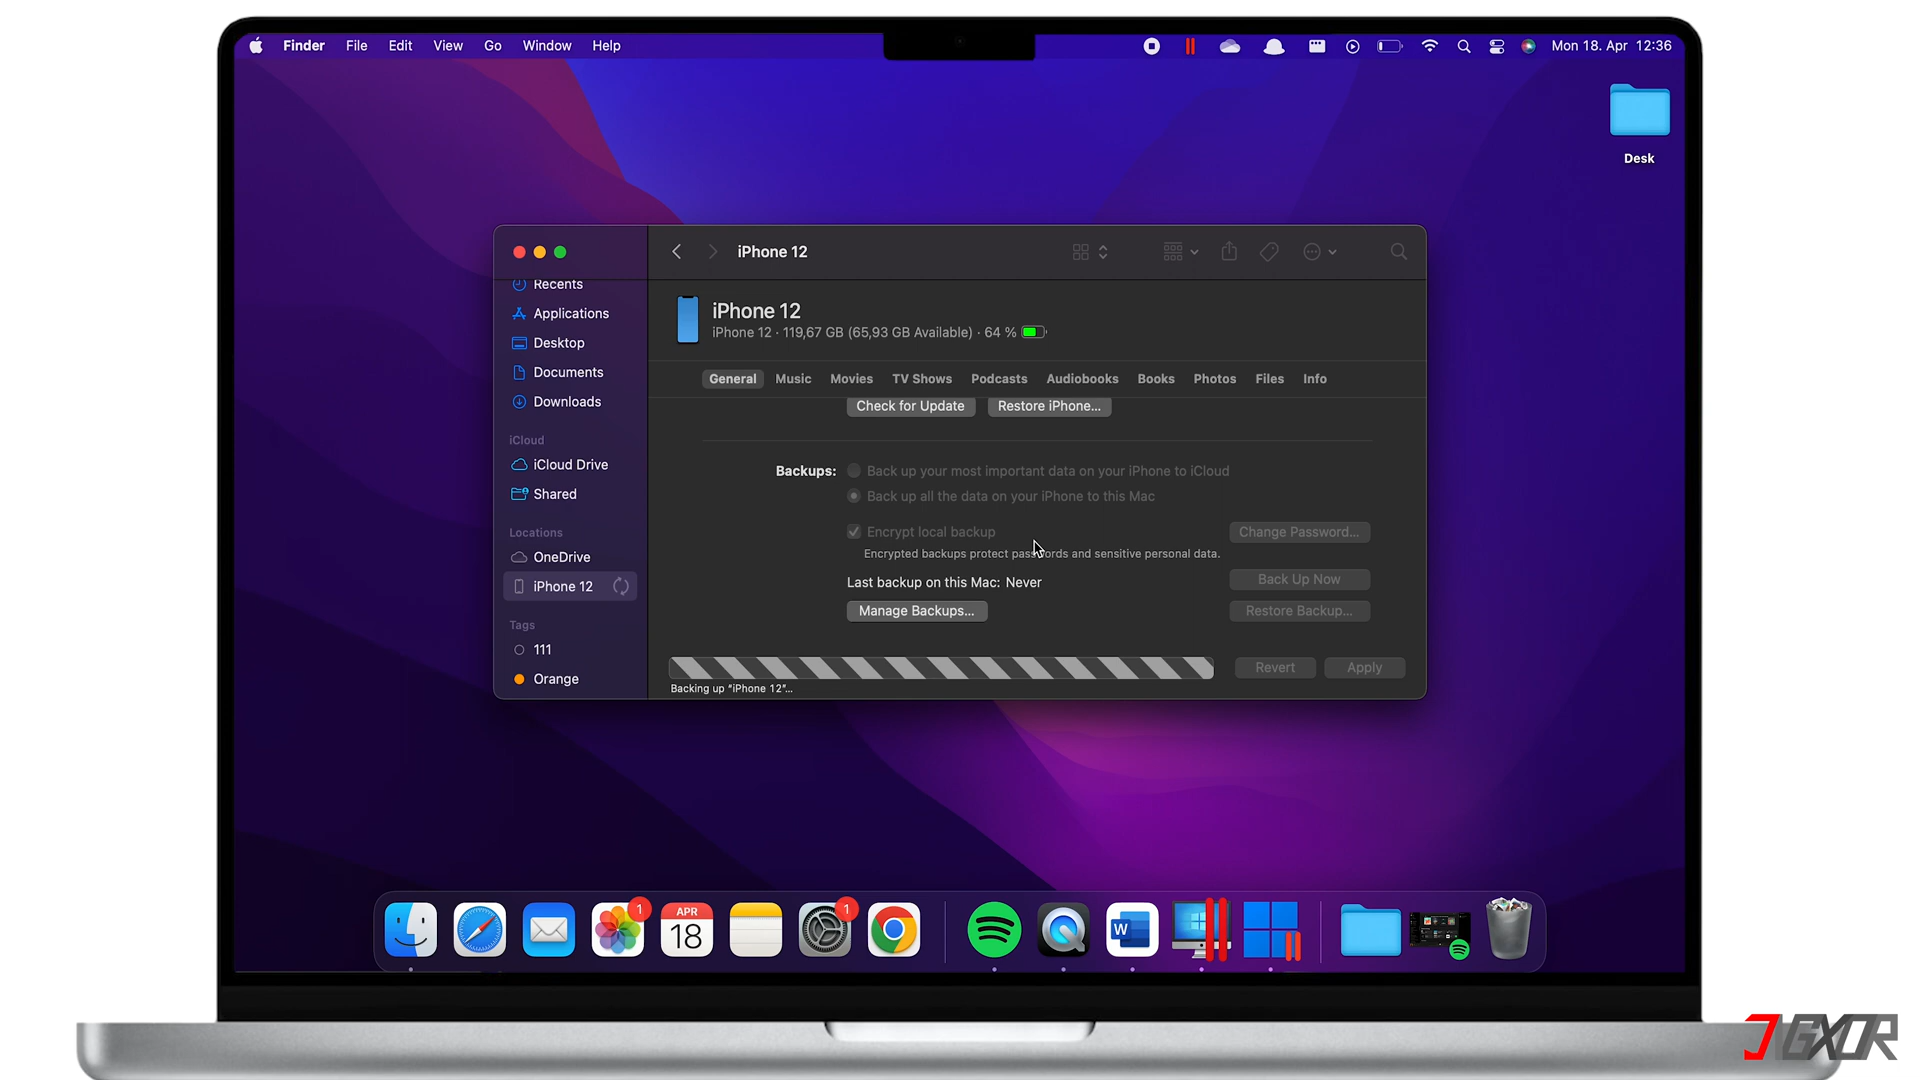 Finder File Edit View Go Window Help
Mon 18. Apr 12:36
Desk
iPhone 12
Recents
Applications
Desktop
Documents
Downloads
iCloud
iCloud Drive
Shared
Locations
OneDrive
iPhone 12
Tags
111
Orange
iPhone 12
iPhone 12 · 119,67 GB (65,93 GB Available) · 64 %
General Music Movies TV Shows Podcasts Audiobooks Books Photos Files Info
Check for Update Restore iPhone...
Backups: Back up your most important data on your iPhone to iCloud
Back up all the data on your iPhone to this Mac
Encrypt local backup Change Password...
Encrypted backups protect passwords and sensitive personal data.
Last backup on this Mac: Never Back Up Now
Manage Backups... Restore Backup...
Revert Apply
Backing up "iPhone 12"...
1
APR
18
1
W
JGXOR